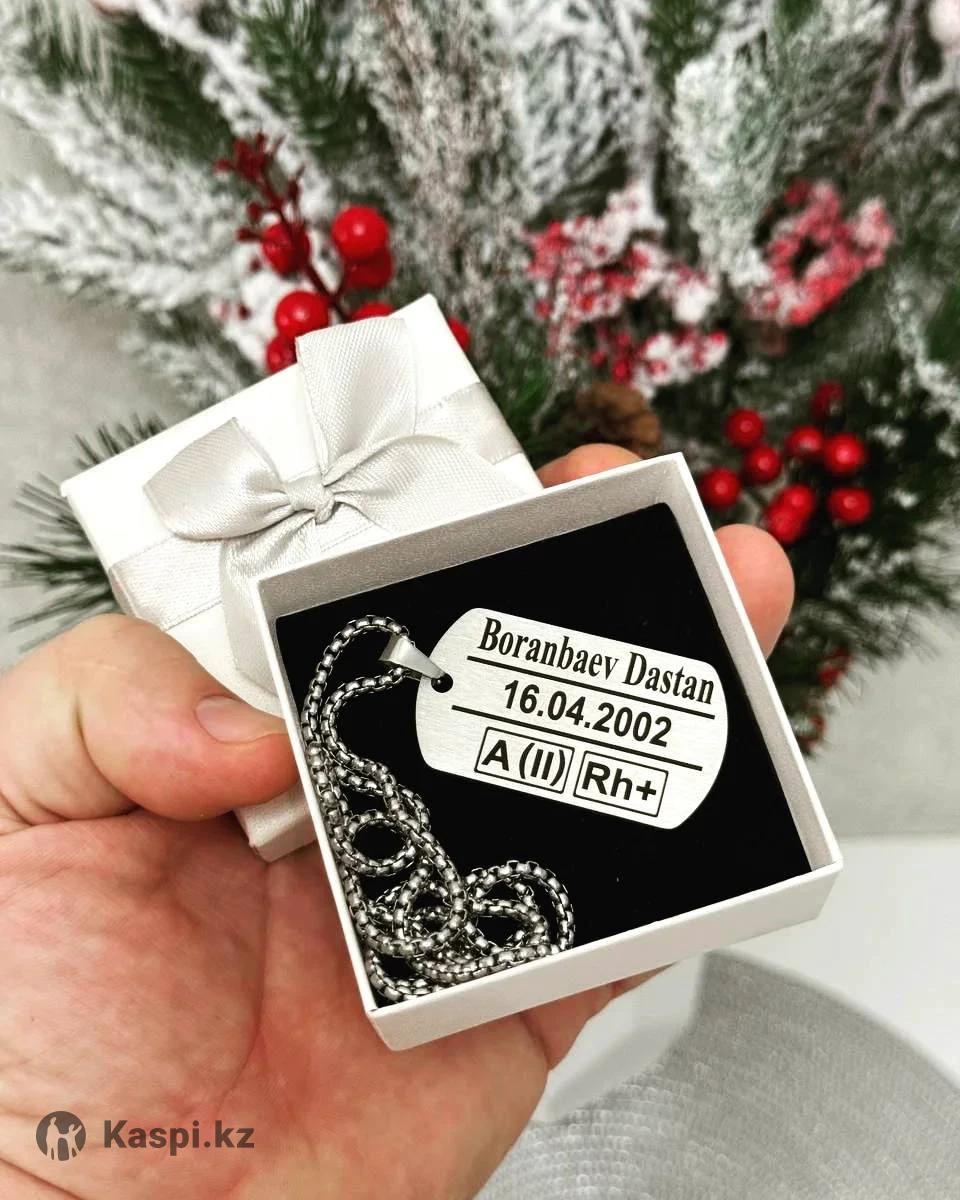 Boranbaev Dastan
16.04.2002
A (II) Rh+
Kaspi.kz